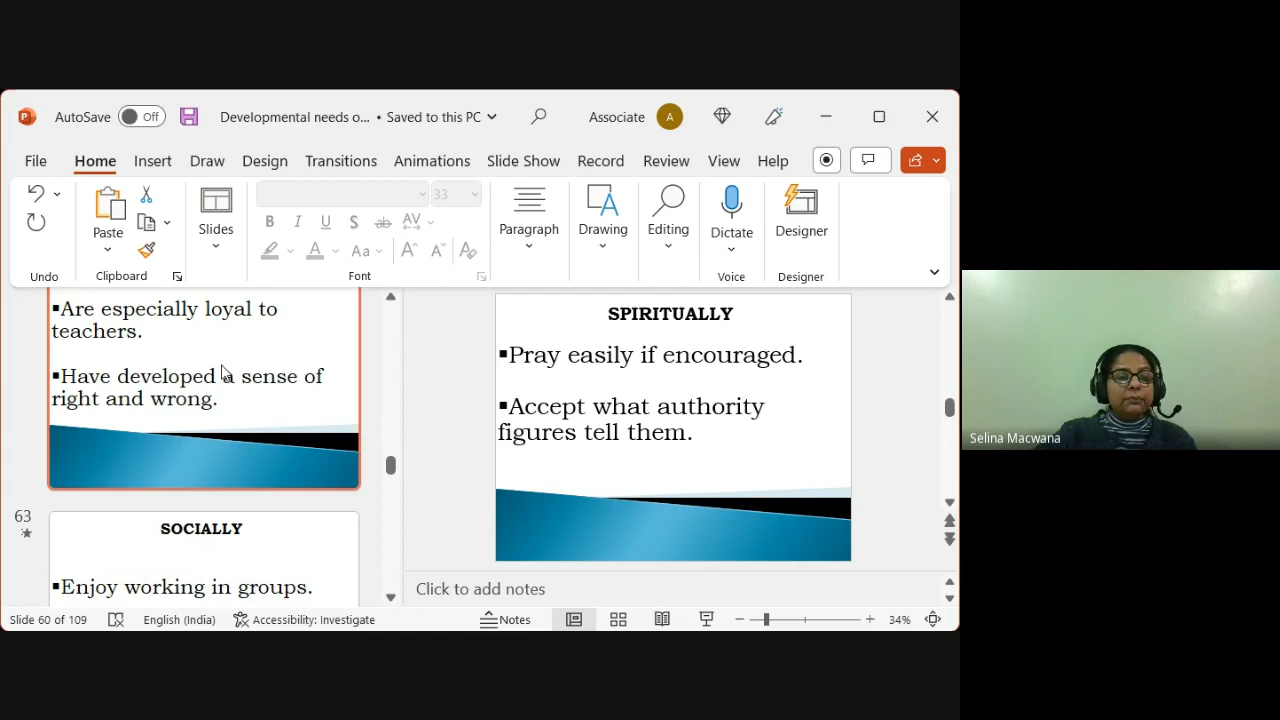 AutoSave Off Developmental needs o... • Saved to this PC Associate A
File Home Insert Draw Design Transitions Animations Slide Show Record Review View Help
33
B I U S ab AV
Paste Slides Aa A A A Paragraph Drawing Editing Dictate Designer
Undo Clipboard Font Voice Designer
▪Are especially loyal to
teachers.
▪Have developed a sense of
right and wrong.
63
SOCIALLY
▪Enjoy working in groups.
SPIRITUALLY
▪Pray easily if encouraged.
▪Accept what authority
figures tell them.
Click to add notes
Slide 60 of 109 English (India) Accessibility: Investigate Notes 34%
Selina Macwana